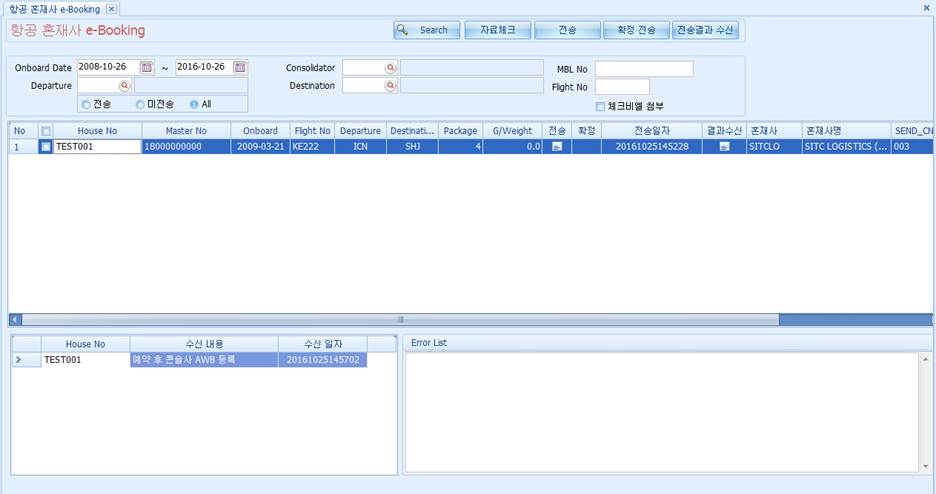 항공 혼재사 e-Booking
항공 혼재사 e-Booking
Search 자료체크 전송 확정 전송 전송결과 수신
Onboard Date 2008-10-26 ~ 2016-10-26 Consolidator MBL No
Departure Destination Flight No
전송 미전송 All 체크비엘 첨부
No House No Master No Onboard Flight No Departure Destinati... Package G/Weight 전송 확정 전송일자 결과수신 혼재사 혼재사명 SEND_CN
1 TEST001 18000000000 2009-03-21 KE222 ICN SHJ 4 0.0 20161025145228 SITCLO SITC LOGISTICS (... 003
House No 수신 내용 수신 일자 Error List
TEST001 예약 후 콘솔사 AWB 등록 20161025145702